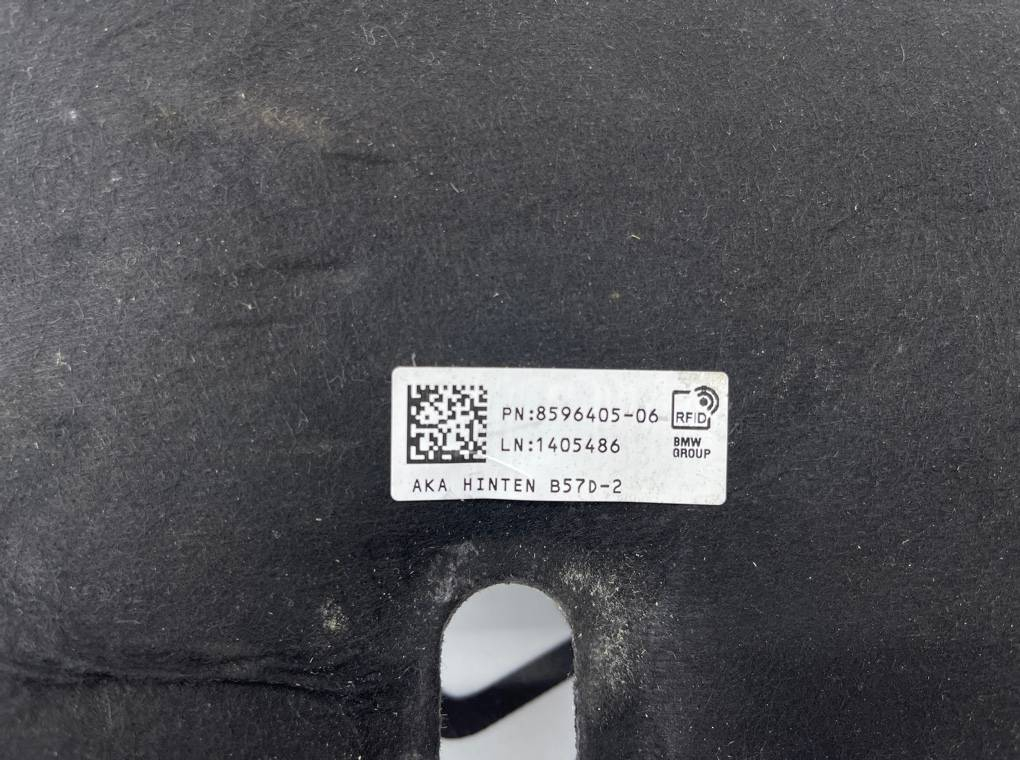 PN:8596405-06
RFID
LN:1405486
BMW
GROUP
AKA HINTEN B57D-2